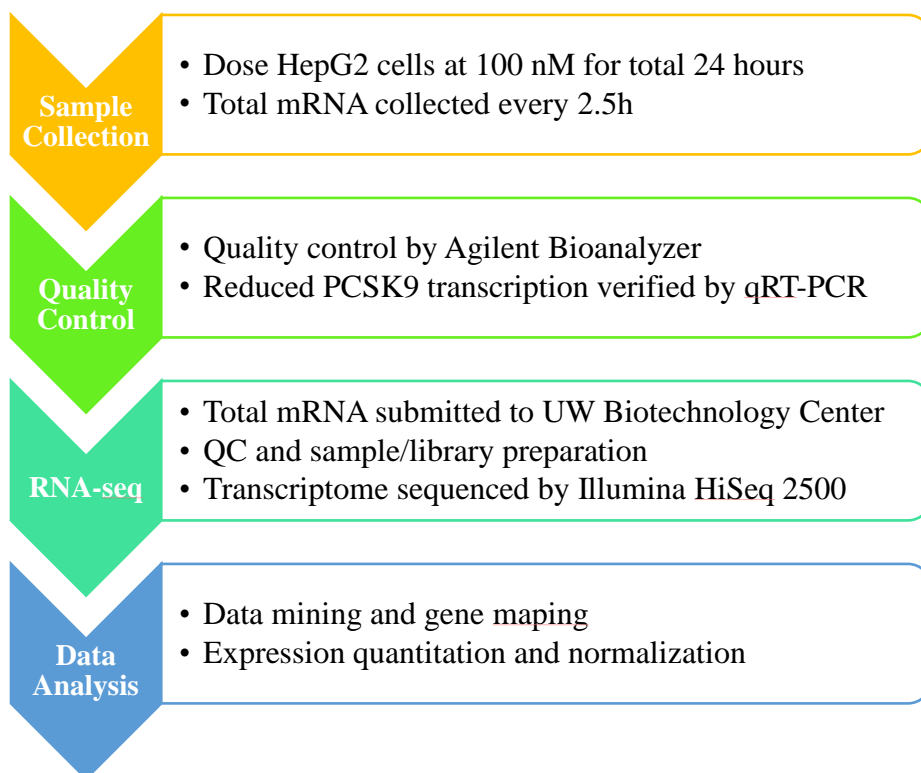 Sample
Collection
• Dose HepG2 cells at 100 nM for total 24 hours
• Total mRNA collected every 2.5h
Quality
Control
• Quality control by Agilent Bioanalyzer
• Reduced PCSK9 transcription verified by qRT-PCR
RNA-seq
• Total mRNA submitted to UW Biotechnology Center
• QC and sample/library preparation
• Transcriptome sequenced by Illumina HiSeq 2500
Data
Analysis
• Data mining and gene maping
• Expression quantitation and normalization